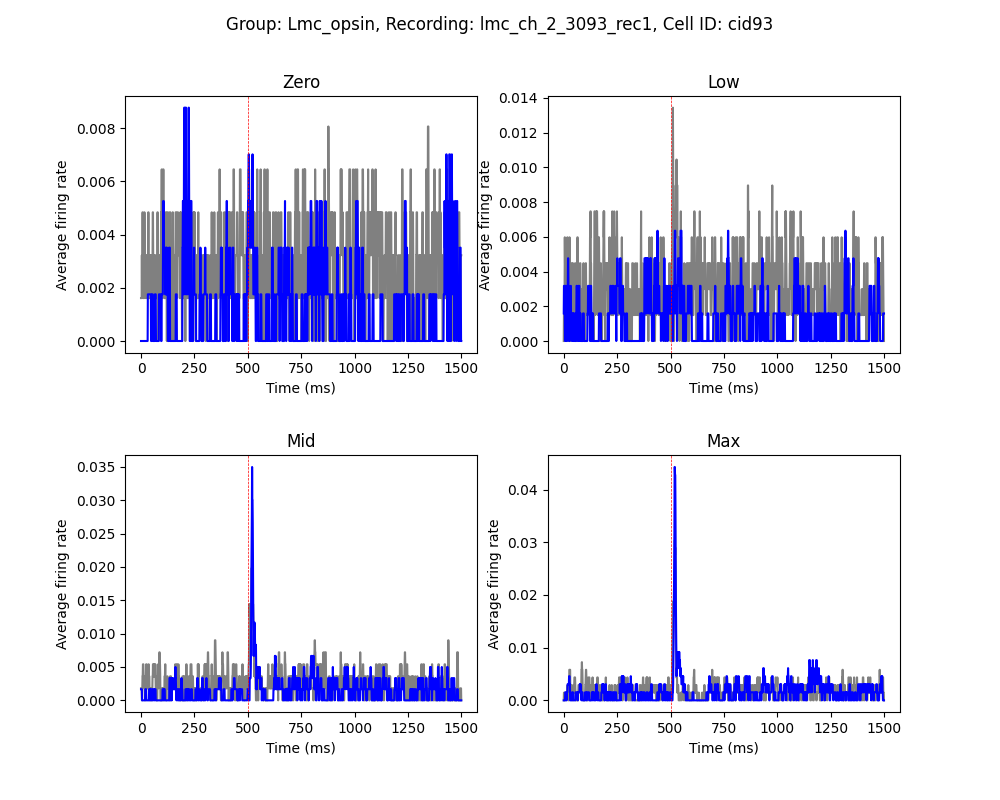 Group: Lmc_opsin, Recording: lmc_ch_2_3093_rec1, Cell ID: cid93
Zero
Low
Average firing rate
0.008
0.006
0.004
0.002
0.000
0 250 500 750 1000 1250 1500
Time (ms)
Average firing rate
0.014
0.012
0.010
0.008
0.006
0.004
0.002
0.000
0 250 500 750 1000 1250 1500
Time (ms)
Mid
Max
Average firing rate
0.035
0.030
0.025
0.020
0.015
0.010
0.005
0.000
0 250 500 750 1000 1250 1500
Time (ms)
Average firing rate
0.04
0.03
0.02
0.01
0.00
0 250 500 750 1000 1250 1500
Time (ms)